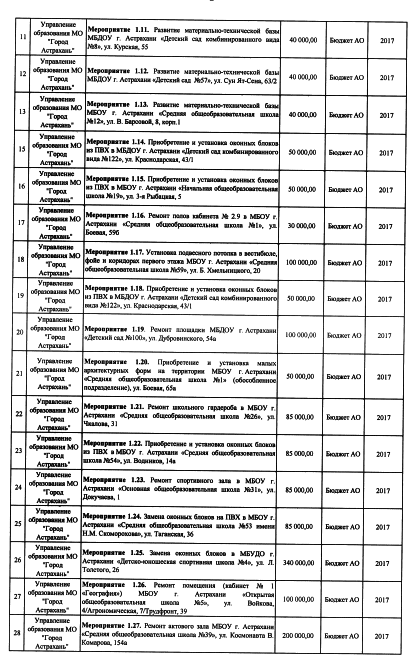 11 Управление образования МО "Город Астрахань" Мероприятие 1.11. Развитие материально-технической базы МБДОУ г. Астрахани «Детский сад комбинированного вида №8», ул. Курская, 55 40 000,00 Бюджет АО 2017
12 Управление образования МО "Город Астрахань" Мероприятие 1.12. Развитие материально-технической базы МБДОУ г. Астрахани «Детский сад №57», ул. Сун Ят-Сена, 63/2 40 000,00 Бюджет АО 2017
13 Управление образования МО "Город Астрахань" Мероприятие 1.13. Развитие материально-технической базы МБОУ г. Астрахани «Средняя общеобразовательная школа №12», ул. В. Барсовой, 8, корп.1 40 000,00 Бюджет АО 2017
15 Управление образования МО "Город Астрахань" Мероприятие 1.14. Приобретение и установка оконных блоков из ПВХ в МБДОУ г. Астрахани «Детский сад комбинированного вида №122», ул. Краснодарская, 43/1 50 000,00 Бюджет АО 2017
16 Управление образования МО "Город Астрахань" Мероприятие 1.15. Приобретение и установка оконных блоков из ПВХ в МБОУ г. Астрахани «Начальная общеобразовательная школа №19», ул. 3-я Рыбацкая, 5 50 000,00 Бюджет АО 2017
17 Управление образования МО "Город Астрахань" Мероприятие 1.16. Ремонт полов кабинета № 2.9 в МБОУ г. Астрахани «Средняя общеобразовательная школа №1», ул. Боевая, 59б 30 000,00 Бюджет АО 2017
18 Управление образования МО "Город Астрахань" Мероприятие 1.17. Установка подвесного потолка в вестибюле, фойе и коридорах первого этажа МБОУ г. Астрахани «Средняя общеобразовательная школа №59», ул. Б. Хмельницкого, 20 100 000,00 Бюджет АО 2017
19 Управление образования МО "Город Астрахань" Мероприятие 1.18. Приобретение и установка оконных блоков из ПВХ в МБДОУ г. Астрахани «Детский сад комбинированного вида №122», ул. Краснодарская, 43/1 50 000,00 Бюджет АО 2017
20 Управление образования МО "Город Астрахань" Мероприятие 1.19. Ремонт площадки МБДОУ г. Астрахани «Детский сад №100», ул. Дубровинского, 54а 100 000,00 Бюджет АО 2017
21 Управление образования МО "Город Астрахань" Мероприятие 1.20. Приобретение и установка малых архитектурных форм на территории МБОУ г. Астрахани «Средняя общеобразовательная школа №1» (обособленное подразделение), ул. Боевая, 65а 50 000,00 Бюджет АО 2017
22 Управление образования МО "Город Астрахань" Мероприятие 1.21. Ремонт школьного гардероба в МБОУ г. Астрахани «Средняя общеобразовательная школа №26», ул. Чкалова, 31 85 000,00 Бюджет АО 2017
23 Управление образования МО "Город Астрахань" Мероприятие 1.22. Приобретение и установка оконных блоков из ПВХ в МБОУ г. Астрахани «Средняя общеобразовательная школа №54», ул. Водников, 14а 85 000,00 Бюджет АО 2017
24 Управление образования МО "Город Астрахань" Мероприятие 1.23. Ремонт спортивного зала в МБОУ г. Астрахани «Основная общеобразовательная школа №31», ул. Докучаева, 1 85 000,00 Бюджет АО 2017
25 Управление образования МО "Город Астрахань" Мероприятие 1.24. Замена оконных блоков на ПВХ в МБОУ г. Астрахани «Средняя общеобразовательная школа №53 имени Н.М. Скоморохова», ул. Таганская, 36 85 000,00 Бюджет АО 2017
26 Управление образования МО "Город Астрахань" Мероприятие 1.25. Замена оконных блоков в МБУДО г. Астрахани «Детско-юношеская спортивная школа №4», ул. Л. Толстого, 26 340 000,00 Бюджет АО 2017
27 Управление образования МО "Город Астрахань" Мероприятие 1.26. Ремонт помещения (кабинет № 1 «География») МБОУ г. Астрахани «Открытая общеобразовательная школа №5», ул. Войкова, 4/Агрономическая, 7/Трудфронт, 39 100 000,00 Бюджет АО 2017
28 Управление образования МО "Город Астрахань" Мероприятие 1.27. Ремонт актового зала МБОУ г. Астрахани «Средняя общеобразовательная школа №39», ул. Космонавта В. Комарова, 154а 200 000,00 Бюджет АО 2017